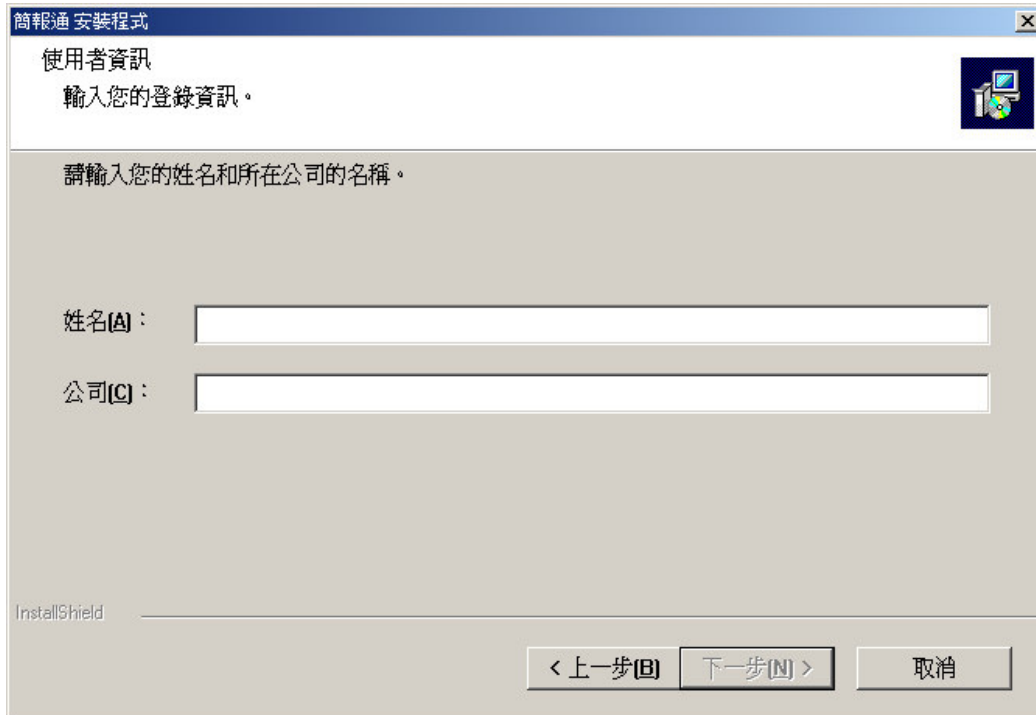 簡報通 安裝程式
使用者資訊
輸入您的登錄資訊。
請輸入您的姓名和所在公司的名稱。
姓名(A)：
公司(C)：
InstallShield
< 上一步(B)
下一步(N) >
取消